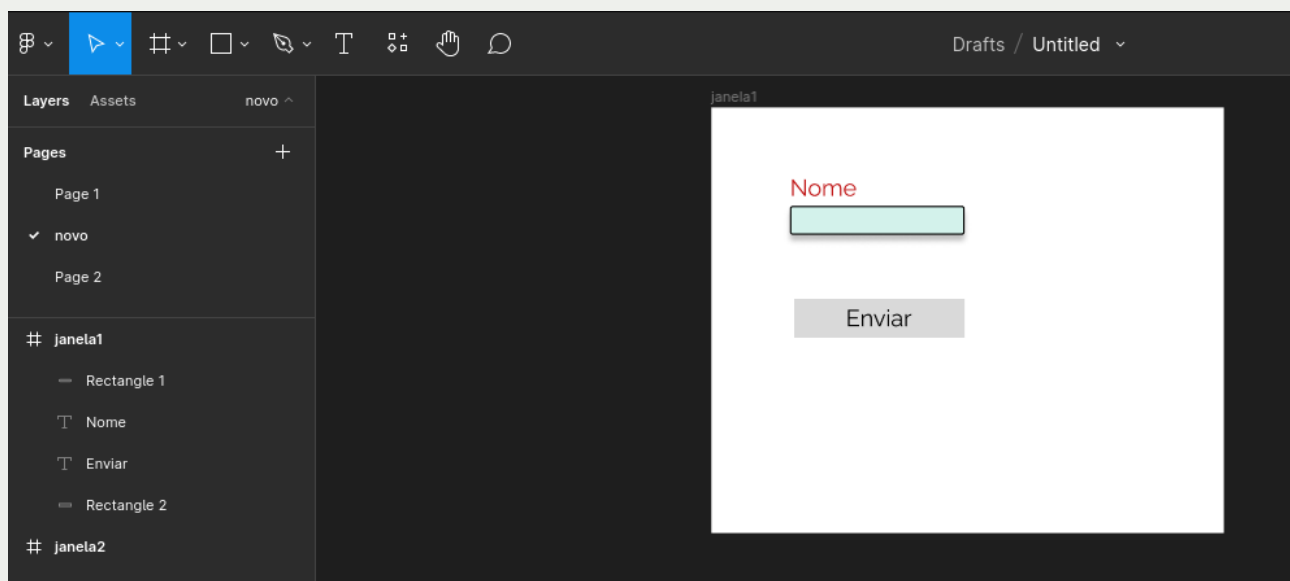 Drafts / Untitled
Layers Assets novo
Pages
Page 1
novo
Page 2
janela1
Rectangle 1
Nome
Enviar
Rectangle 2
janela2
janela1
Nome
Enviar